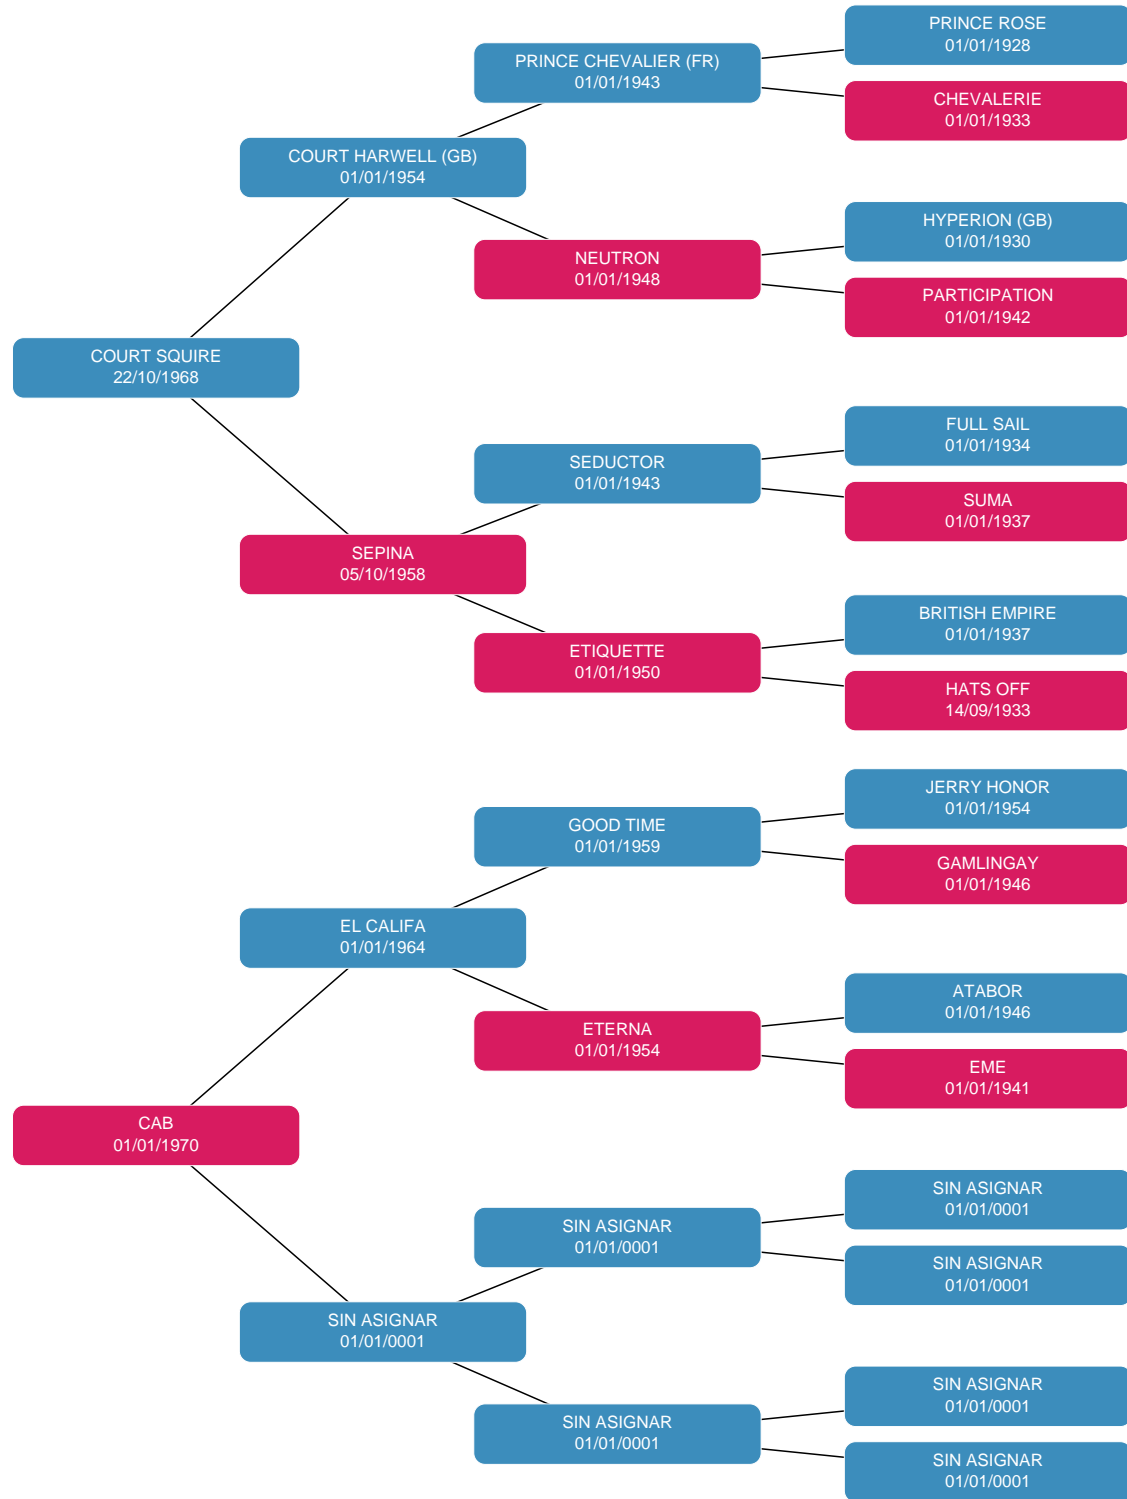 PRINCE ROSE
01/01/1928
PRINCE CHEVALIER (FR)
01/01/1943
CHEVALERIE
01/01/1933
COURT HARWELL (GB)
01/01/1954
HYPERION (GB)
01/01/1930
NEUTRON
01/01/1948
PARTICIPATION
01/01/1942
COURT SQUIRE
22/10/1968
FULL SAIL
01/01/1934
SEDUCTOR
01/01/1943
SUMA
01/01/1937
SEPINA
05/10/1958
BRITISH EMPIRE
01/01/1937
ETIQUETTE
01/01/1950
HATS OFF
14/09/1933
JERRY HONOR
01/01/1954
GOOD TIME
01/01/1959
GAMLINGAY
01/01/1946
EL CALIFA
01/01/1964
ATABOR
01/01/1946
ETERNA
01/01/1954
EME
01/01/1941
CAB
01/01/1970
SIN ASIGNAR
01/01/0001
SIN ASIGNAR
01/01/0001
SIN ASIGNAR
01/01/0001
SIN ASIGNAR
01/01/0001
SIN ASIGNAR
01/01/0001
SIN ASIGNAR
01/01/0001
SIN ASIGNAR
01/01/0001